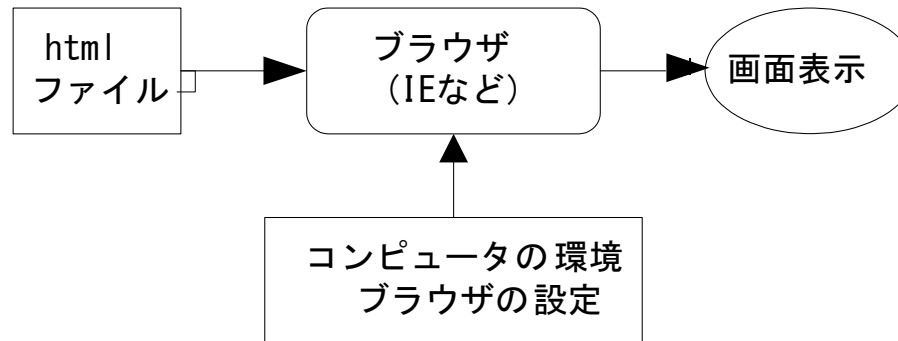 html
ファイル
ブラウザ
(IEなど)
画面表示
コンピュータの環境
ブラウザの設定